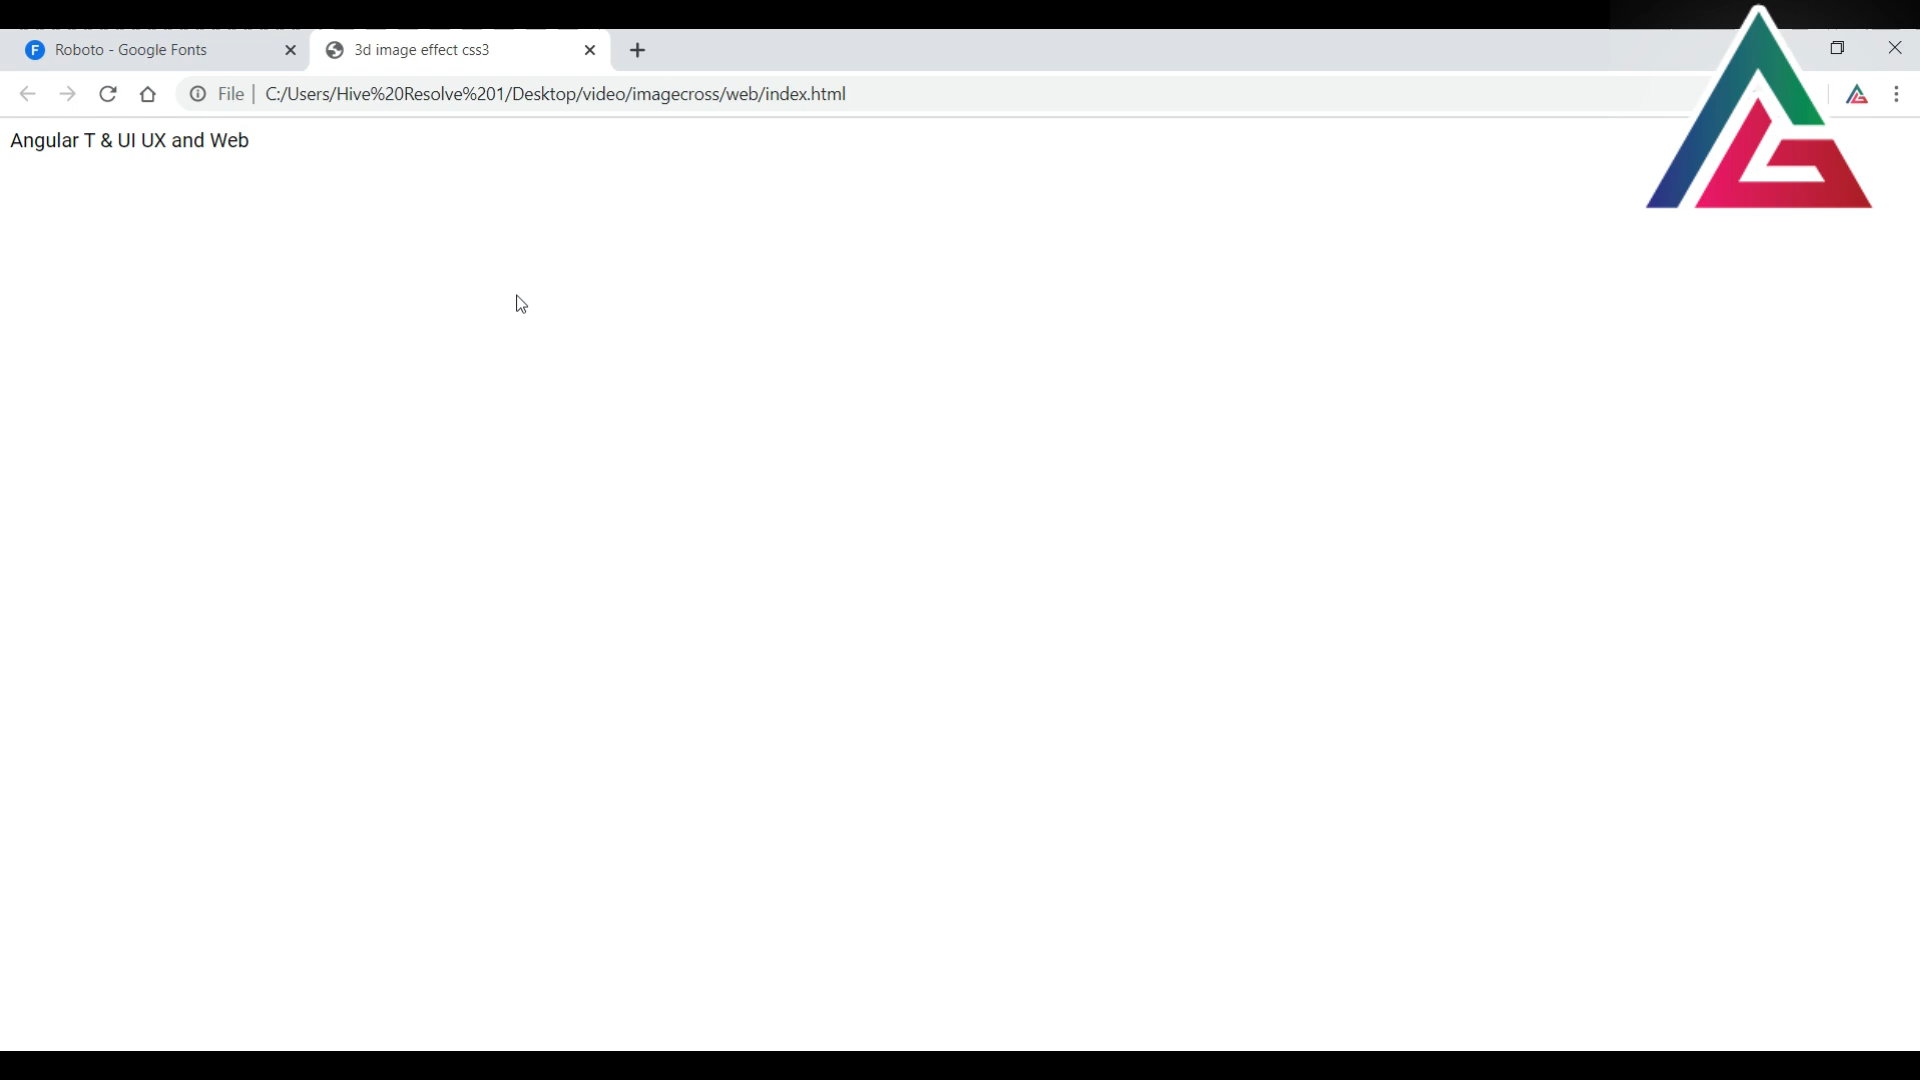 Roboto - Google Fonts
3d image effect css3
File
C:/Users/Hive%20Resolve%201/Desktop/video/imagecross/web/index.html
Angular T & UI UX and Web